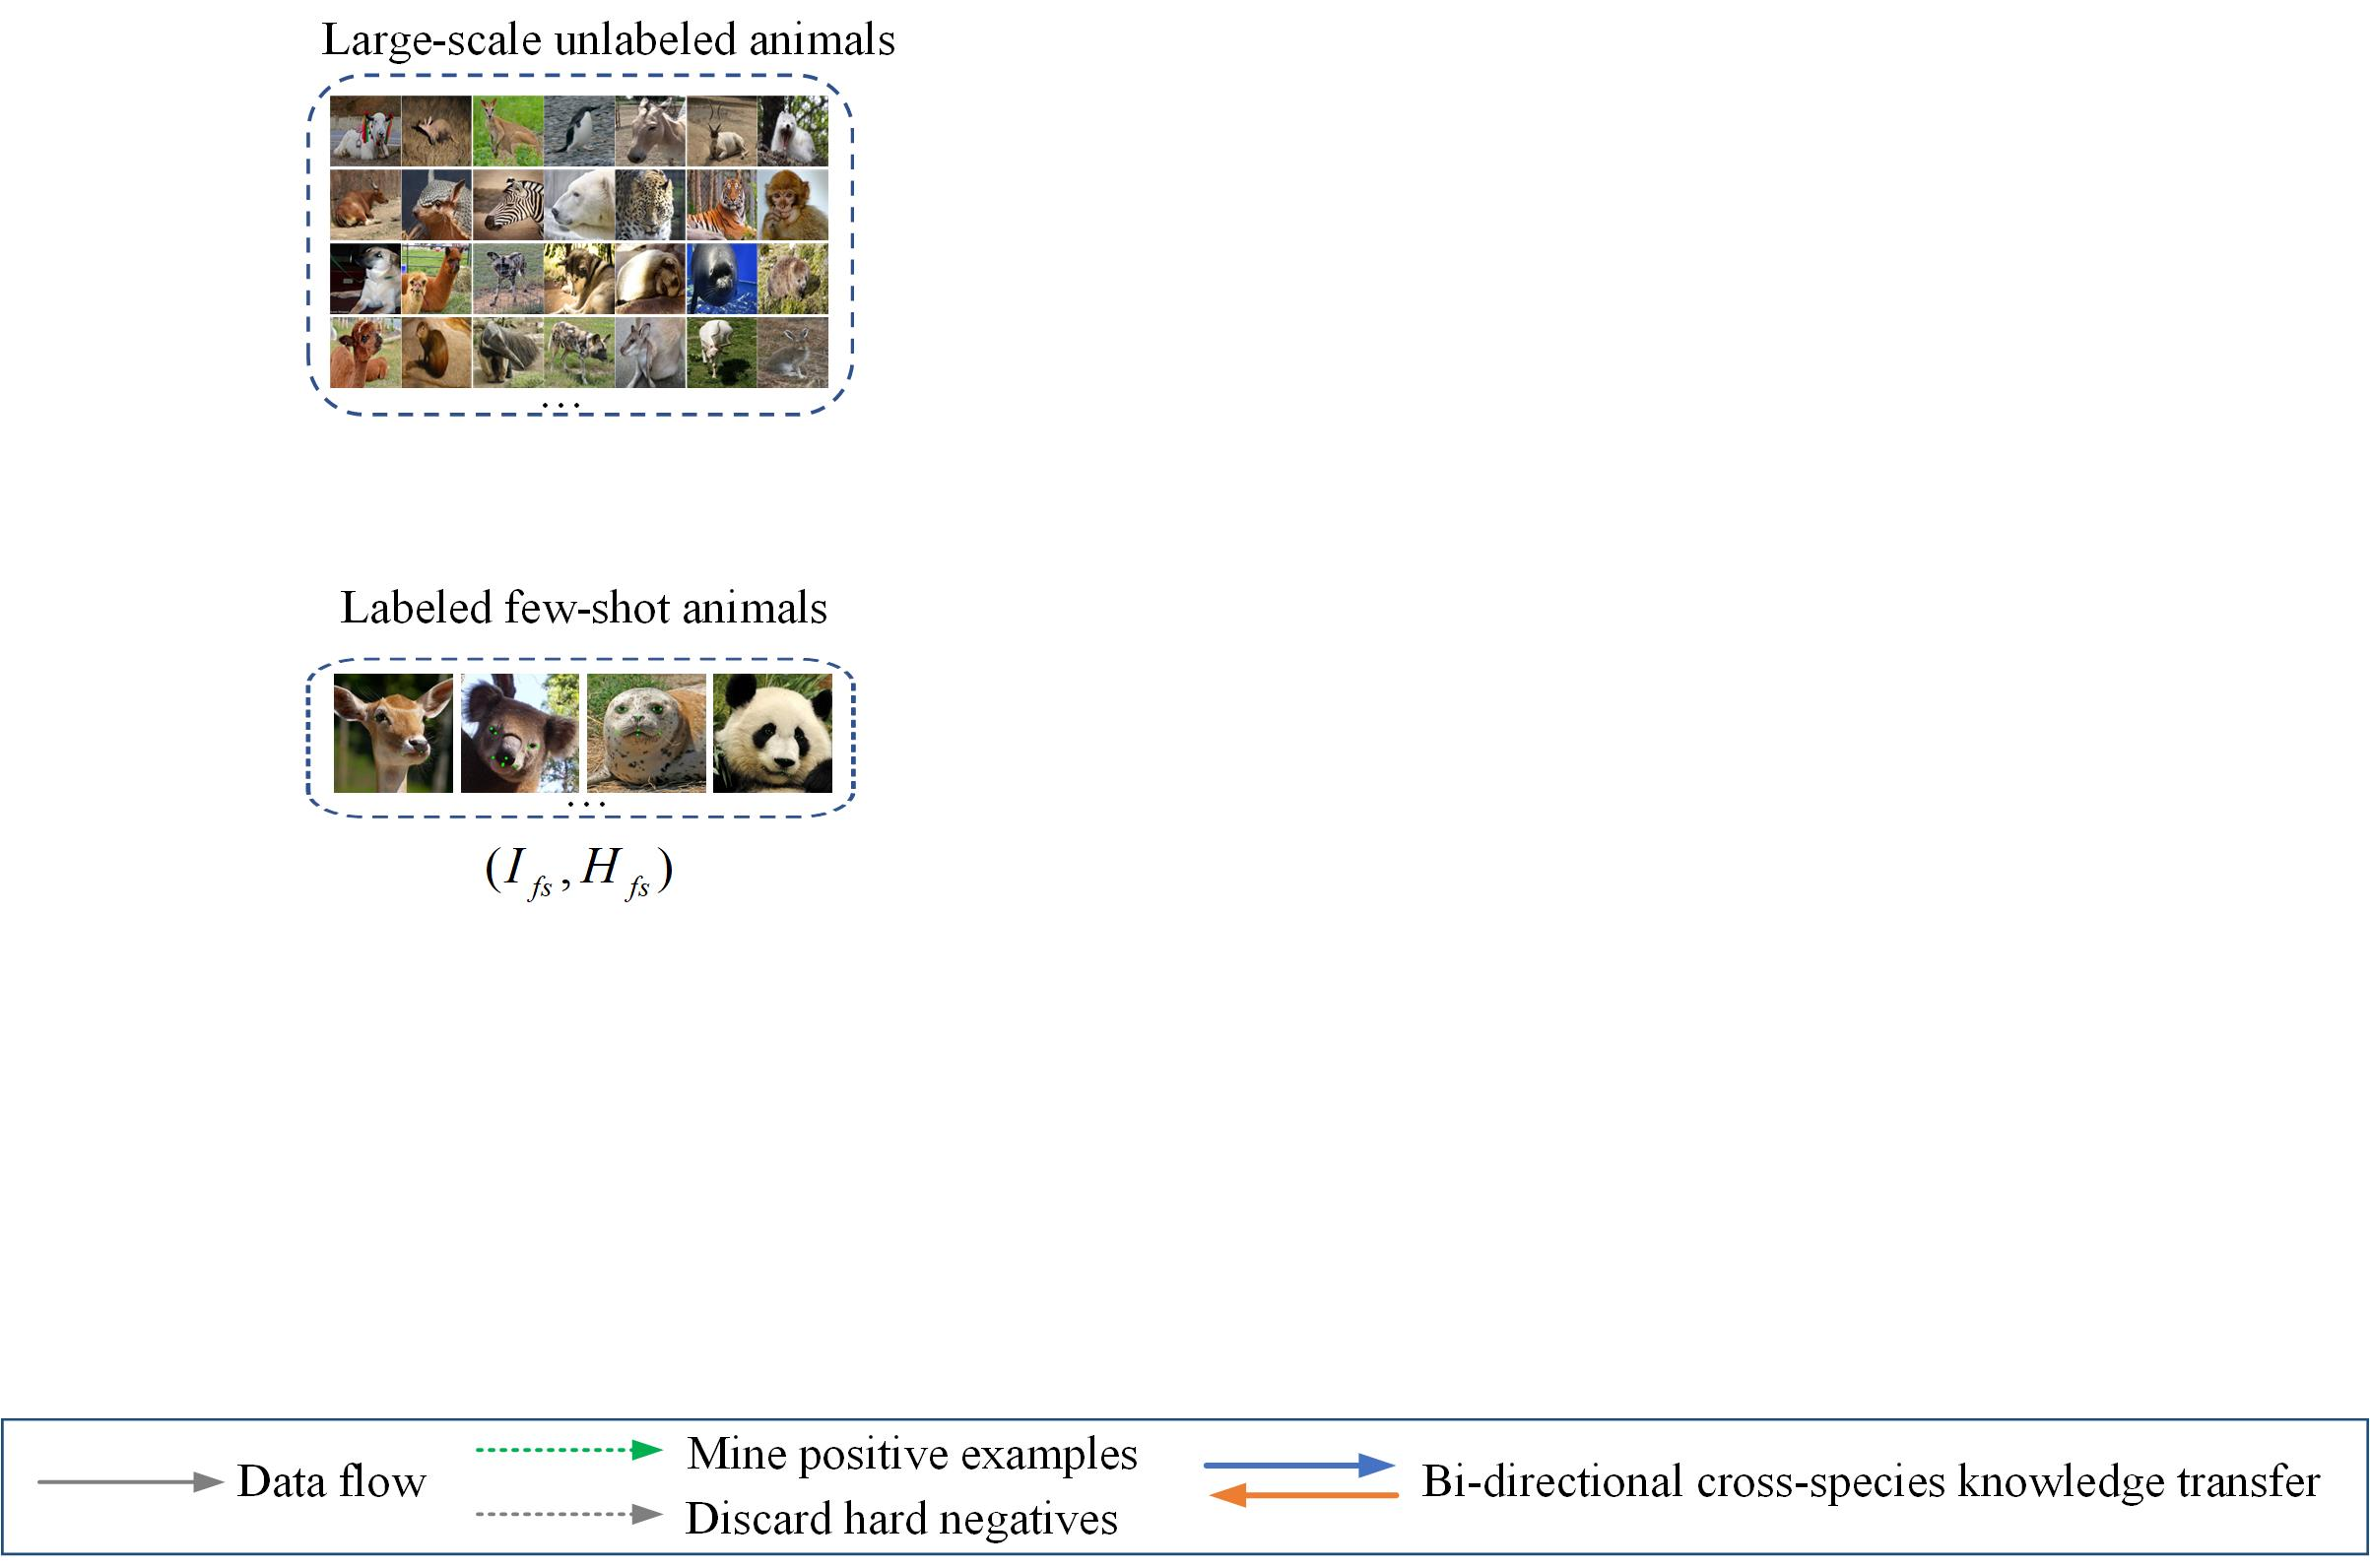 Large-scale unlabeled animals
...
Labeled few-shot animals
...
(I_fs, H_fs)
Data flow
Mine positive examples
Discard hard negatives
Bi-directional cross-species knowledge transfer